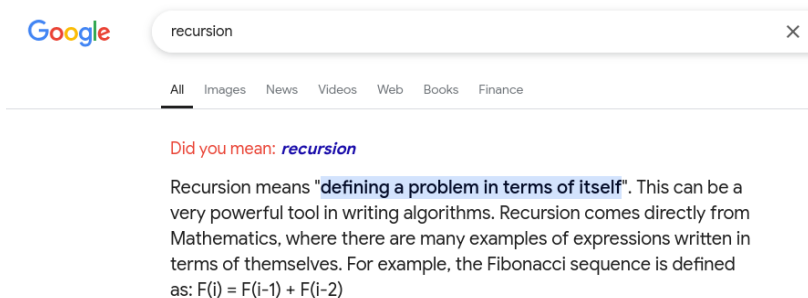 Google
recursion
All Images News Videos Web Books Finance
Did you mean: recursion
Recursion means "defining a problem in terms of itself". This can be a
very powerful tool in writing algorithms. Recursion comes directly from
Mathematics, where there are many examples of expressions written in
terms of themselves. For example, the Fibonacci sequence is defined
as: F(i) = F(i-1) + F(i-2)